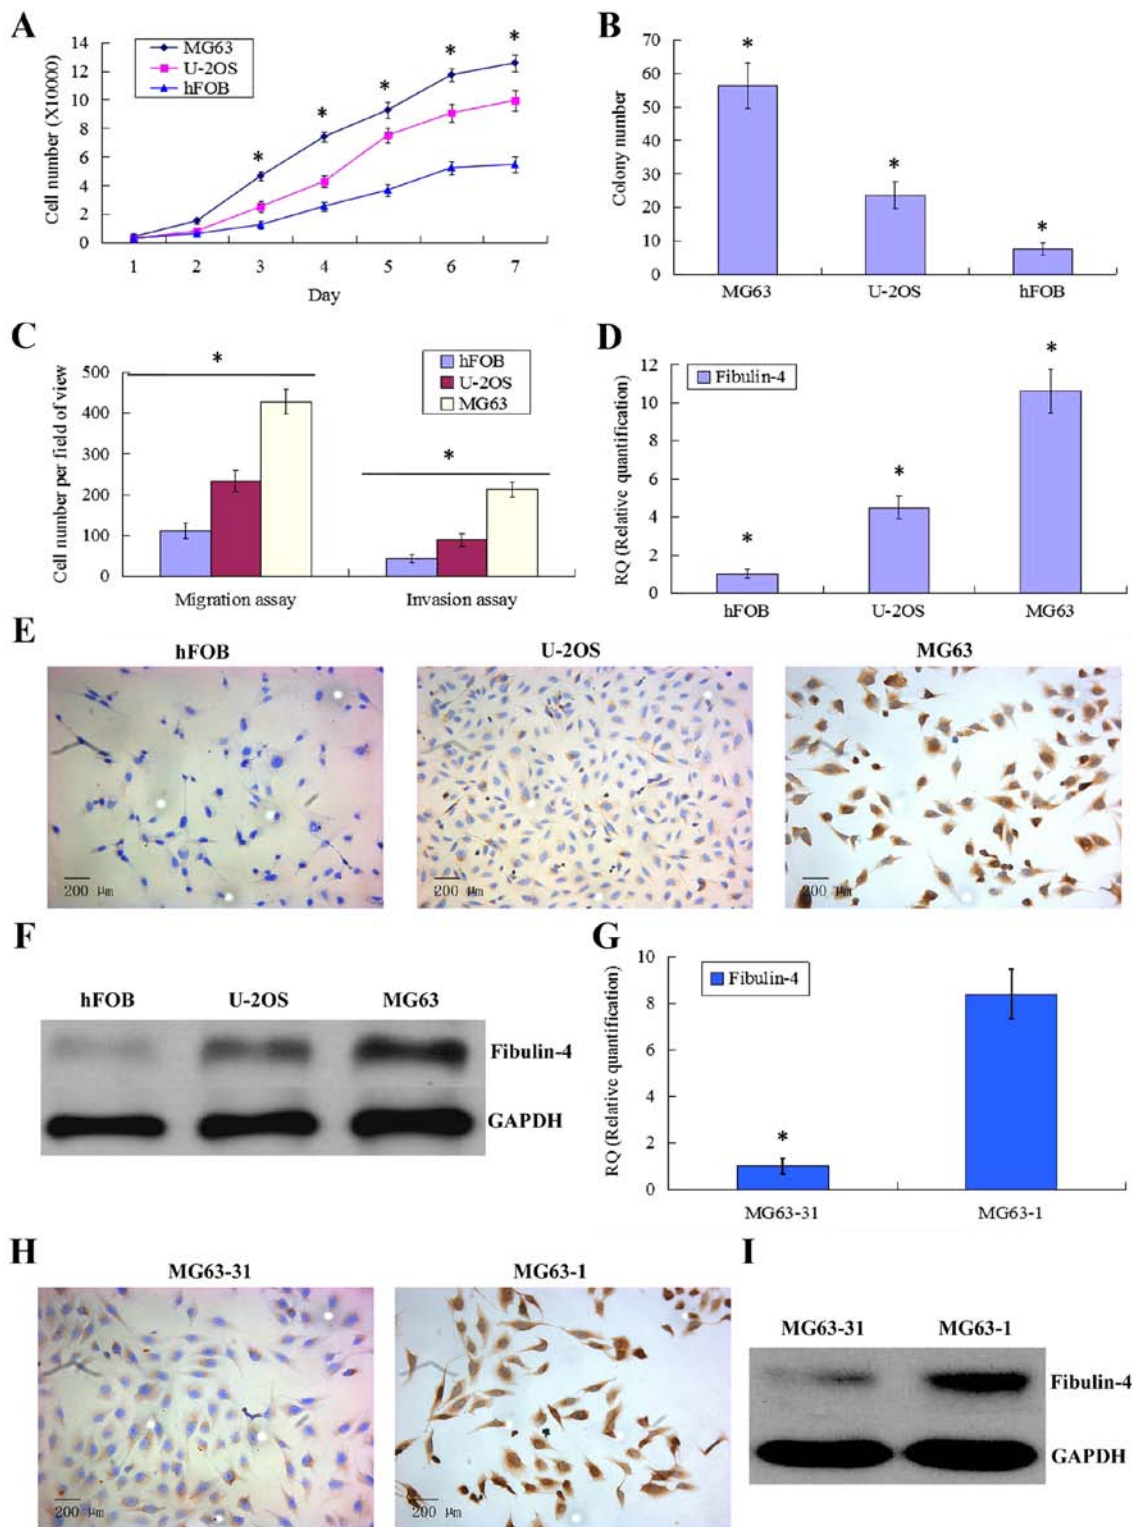 A
MG63
U-2OS
hFOB
Cell number (X10000)
14
12
10
8
6
4
2
0
* * * * *
1 2 3 4 5 6 7
Day
B
Colony number
70
60
50
40
30
20
10
0
* * *
MG63 U-2OS hFOB
C
hFOB
U-2OS
MG63
Cell number per field of view
500
400
300
200
100
0
* *
Migration assay Invasion assay
D
Fibulin-4
RQ (Relative quantification)
12
10
8
6
4
2
0
* * *
hFOB U-2OS MG63
E
hFOB U-2OS MG63
200 μm 200 μm 200 μm
F
hFOB U-2OS MG63
Fibulin-4
GAPDH
G
Fibulin-4
RQ (Relative quantification)
10
8
6
4
2
0
*
MG63-31 MG63-1
H
MG63-31 MG63-1
200 μm 200 μm
I
MG63-31 MG63-1
Fibulin-4
GAPDH